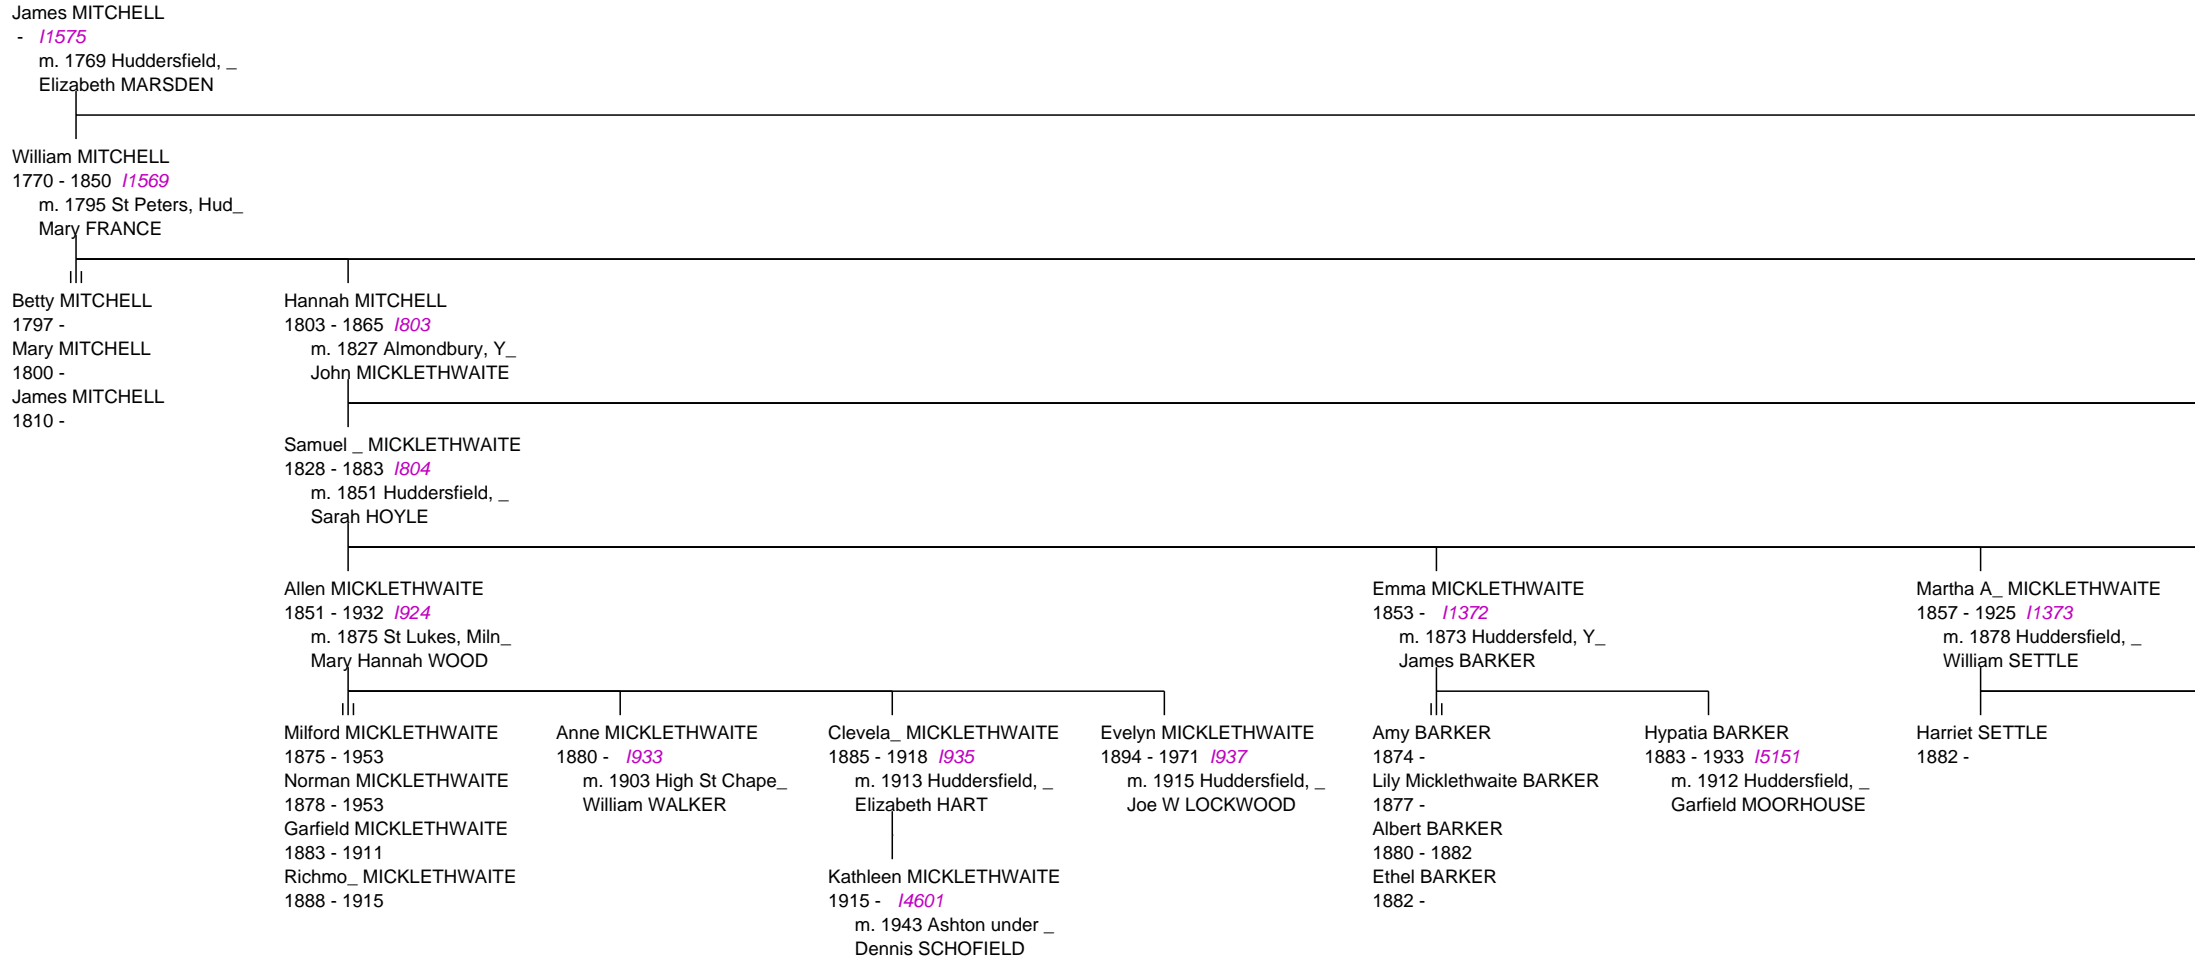 James MITCHELL
- I1575
m. 1769 Huddersfield, _
Elizabeth MARSDEN
William MITCHELL
1770 - 1850 I1569
m. 1795 St Peters, Hud_
Mary FRANCE
Betty MITCHELL
1797 -
Mary MITCHELL
1800 -
James MITCHELL
1810 -
Hannah MITCHELL
1803 - 1865 I803
m. 1827 Almondbury, Y_
John MICKLETHWAITE
Samuel _ MICKLETHWAITE
1828 - 1883 I804
m. 1851 Huddersfield, _
Sarah HOYLE
Allen MICKLETHWAITE
1851 - 1932 I924
m. 1875 St Lukes, Miln_
Mary Hannah WOOD
Emma MICKLETHWAITE
1853 - I1372
m. 1873 Huddersfeld, Y_
James BARKER
Martha A_ MICKLETHWAITE
1857 - 1925 I1373
m. 1878 Huddersfield, _
William SETTLE
Milford MICKLETHWAITE
1875 - 1953
Norman MICKLETHWAITE
1878 - 1953
Garfield MICKLETHWAITE
1883 - 1911
Richmo_ MICKLETHWAITE
1888 - 1915
Anne MICKLETHWAITE
1880 - I933
m. 1903 High St Chape_
William WALKER
Clevela_ MICKLETHWAITE
1885 - 1918 I935
m. 1913 Huddersfield, _
Elizabeth HART
Kathleen MICKLETHWAITE
1915 - I4601
m. 1943 Ashton under _
Dennis SCHOFIELD
Evelyn MICKLETHWAITE
1894 - 1971 I937
m. 1915 Huddersfield, _
Joe W LOCKWOOD
Amy BARKER
1874 -
Lily Micklethwaite BARKER
1877 -
Albert BARKER
1880 - 1882
Ethel BARKER
1882 -
Hypatia BARKER
1883 - 1933 I5151
m. 1912 Huddersfield, _
Garfield MOORHOUSE
Harriet SETTLE
1882 -